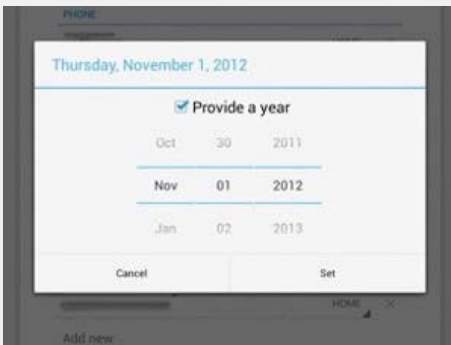 PHONE
HOME
Thursday, November 1, 2012
Provide a year
Oct 30 2011
Nov 01 2012
Jan 02 2013
Cancel Set
HOME
Add new